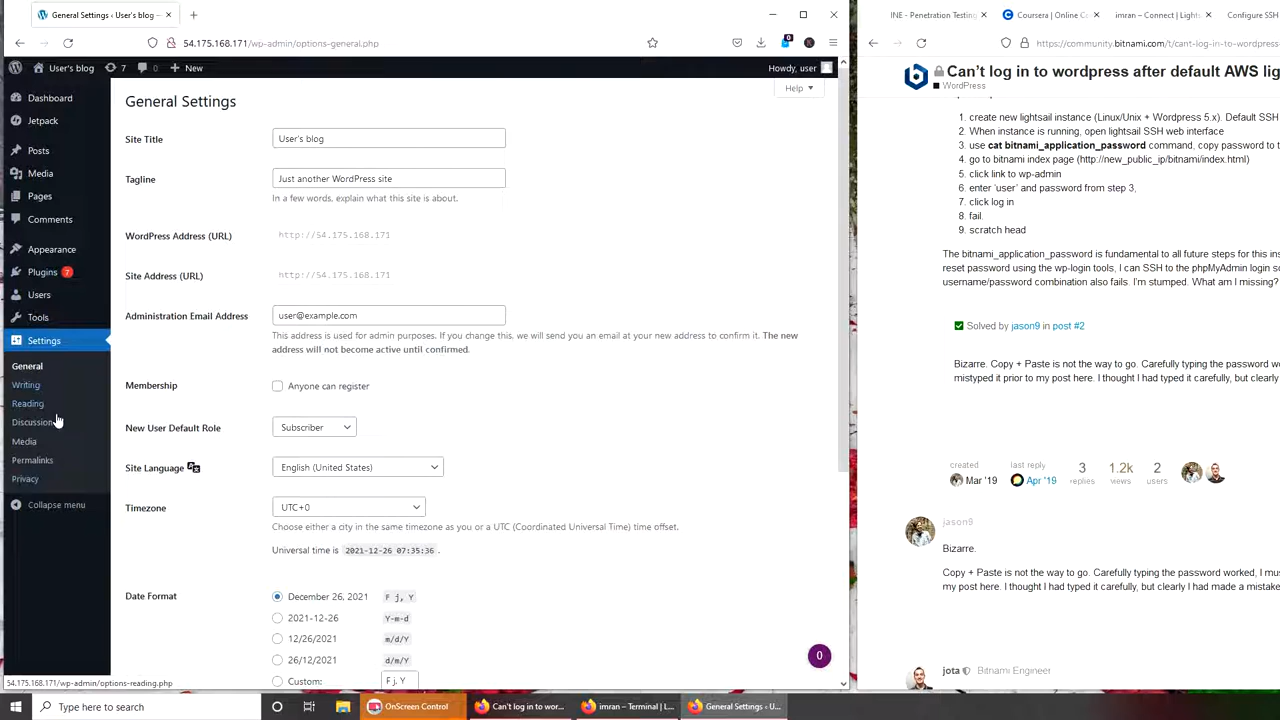 General Settings ‹ User's blog —
54.175.168.171/wp-admin/options-general.php
0
User's blog
7
0
New
Howdy, user
Help
Dashboard
Jetpack
Posts
Media
Pages
Comments
Appearance
Plugins 7
Users
Tools
Settings
General
Writing
Reading
Discussion
Media
Permalinks
Privacy
Collapse menu
General Settings
Site Title
User's blog
Tagline
Just another WordPress site
In a few words, explain what this site is about.
WordPress Address (URL)
http://54.175.168.171
Site Address (URL)
http://54.175.168.171
Administration Email Address
user@example.com
This address is used for admin purposes. If you change this, we will send you an email at your new address to confirm it. The new
address will not become active until confirmed.
Membership
Anyone can register
New User Default Role
Subscriber
Site Language
English (United States)
Timezone
UTC+0
Choose either a city in the same timezone as you or a UTC (Coordinated Universal Time) time offset.
Universal time is 2021-12-26 07:35:36 .
Date Format
December 26, 2021 F j, Y
2021-12-26 Y-m-d
12/26/2021 m/d/Y
26/12/2021 d/m/Y
Custom: F j, Y
0
54.175.168.171/wp-admin/options-reading.php
INE - Penetration Testing
Coursera | Online Co
imran – Connect | Lights
Configure SSH
https://community.bitnami.com/t/cant-log-in-to-wordpress
Can't log in to wordpress after default AWS lig
WordPress
1. create new lightsail instance (Linux/Unix + Wordpress 5.x). Default SSH
2. When instance is running, open lightsail SSH web interface
3. use cat bitnami_application_password command, copy password to t
4. go to bitnami index page (http://new_public_ip/bitnami/index.html)
5. click link to wp-admin
6. enter 'user' and password from step 3,
7. click log in
8. fail.
9. scratch head
The bitnami_application_password is fundamental to all future steps for this ins
reset password using the wp-login tools, I can SSH to the phpMyAdmin login sc
username/password combination also fails. I'm stumped. What am I missing?
Solved by jason9 in post #2
Bizarre. Copy + Paste is not the way to go. Carefully typing the password wo
mistyped it prior to my post here. I thought I had typed it carefully, but clearly
created
Mar '19
last reply
Apr '19
3
replies
1.2k
views
2
users
jason9
Bizarre.
Copy + Paste is not the way to go. Carefully typing the password worked, I mus
my post here. I thought I had typed it carefully, but clearly I had made a mistake
jota Bitnami Engineer
Type here to search
OnScreen Control
Can't log in to wor...
imran – Terminal | L...
General Settings ‹ U...